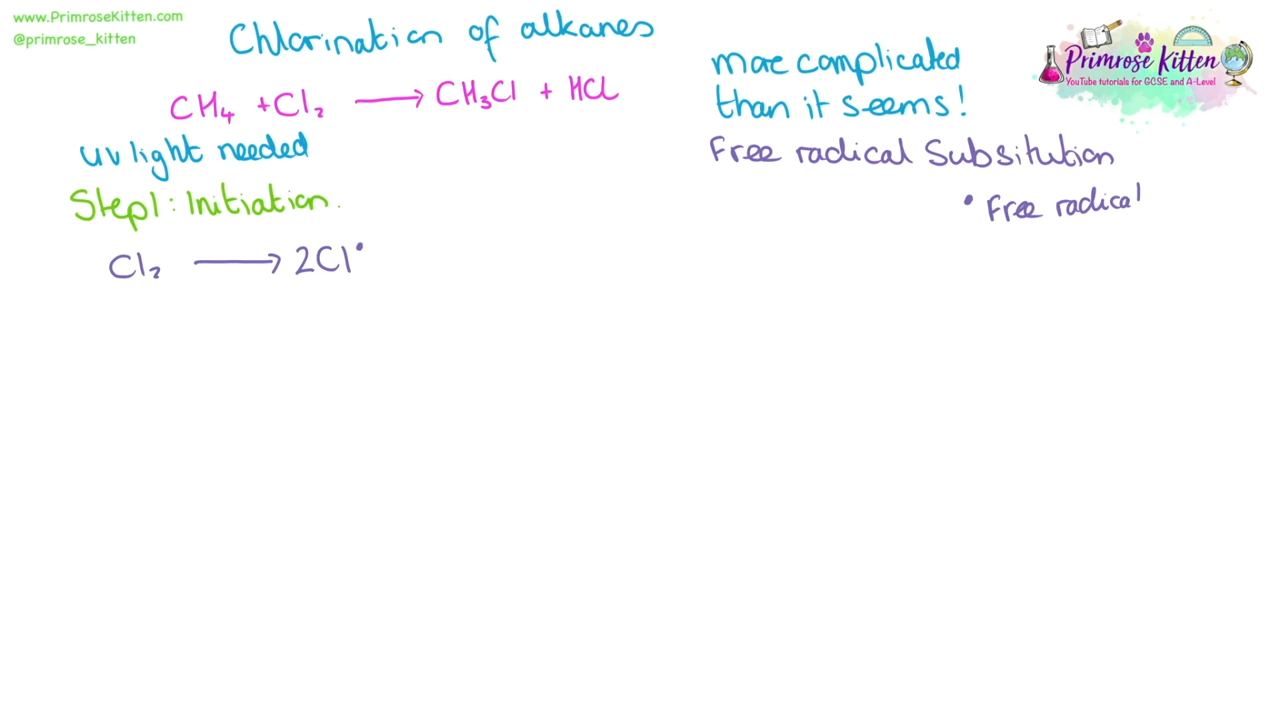 www.PrimroseKitten.com
@primrose_kitten
Chlorination of alkanes
CH₄ + Cl₂ → CH₃Cl + HCl
more complicated
than it seems!
Primrose Kitten
YouTube tutorials for GCSE and A-Level
UV light needed
Free radical Subsitution
Step1: Initiation.
• Free radical
Cl₂ → 2Cl•